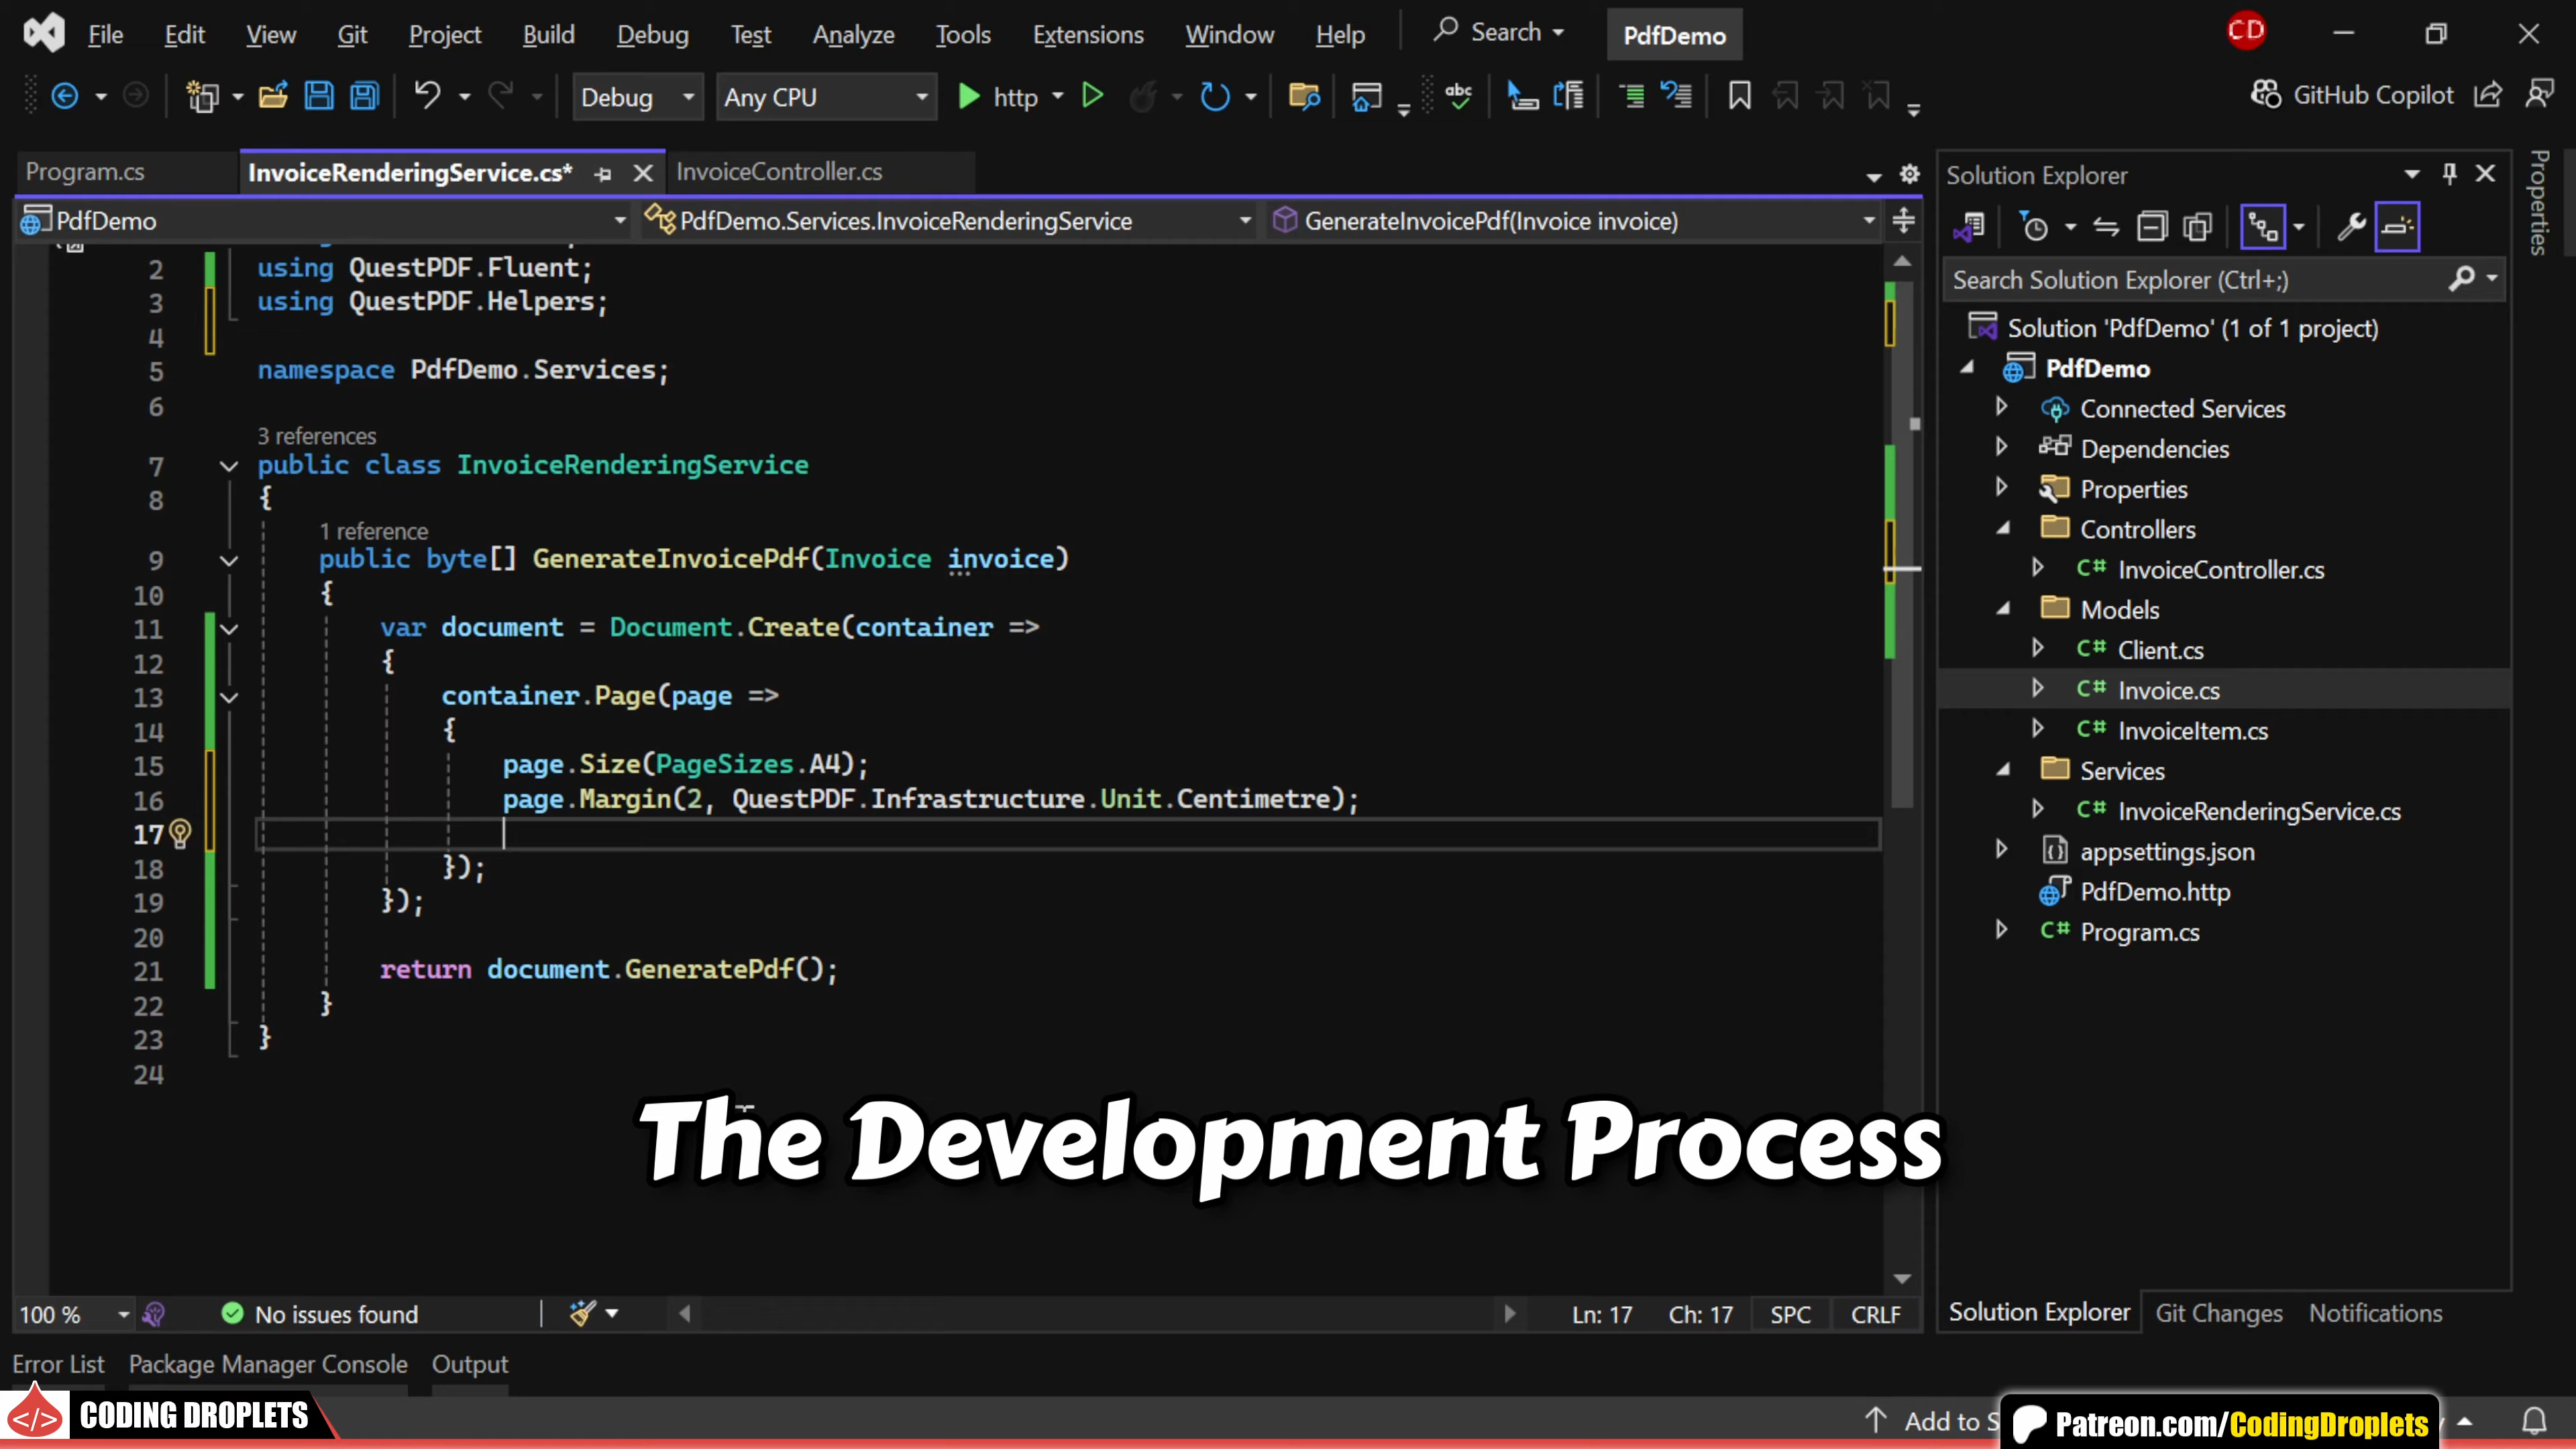 File Edit View Git Project Build Debug Test Analyze Tools Extensions Window Help Search PdfDemo CD
Debug Any CPU http GitHub Copilot
Program.cs InvoiceRenderingService.cs* InvoiceController.cs
PdfDemo PdfDemo.Services.InvoiceRenderingService GenerateInvoicePdf(Invoice invoice)
2 using QuestPDF.Fluent;
3 using QuestPDF.Helpers;
4
5 namespace PdfDemo.Services;
6
3 references
7 public class InvoiceRenderingService
8 {
1 reference
9 public byte[] GenerateInvoicePdf(Invoice invoice)
10 {
11 var document = Document.Create(container =>
12 {
13 container.Page(page =>
14 {
15 page.Size(PageSizes.A4);
16 page.Margin(2, QuestPDF.Infrastructure.Unit.Centimetre);
17
18 });
19 });
20
21 return document.GeneratePdf();
22 }
23 }
24
The Development Process
100 % No issues found Ln: 17 Ch: 17 SPC CRLF
Error List Package Manager Console Output
Solution Explorer
Search Solution Explorer (Ctrl+;)
Solution 'PdfDemo' (1 of 1 project)
PdfDemo
Connected Services
Dependencies
Properties
Controllers
C# InvoiceController.cs
Models
C# Client.cs
C# Invoice.cs
C# InvoiceItem.cs
Services
C# InvoiceRenderingService.cs
appsettings.json
PdfDemo.http
C# Program.cs
Solution Explorer Git Changes Notifications
Properties
CODING DROPLETS
Add to S
Patreon.com/CodingDroplets